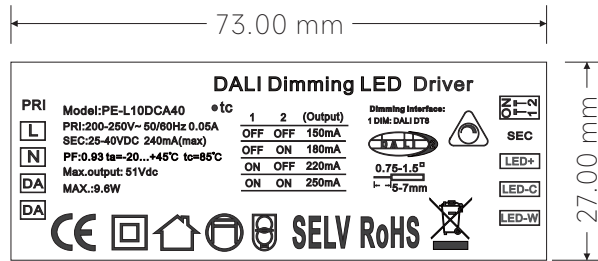 73.00 mm
DALI Dimming LED Driver
PRI
L
N
DA
DA
Model:PE-L10DCA40 •tc
PRI:200-250V~ 50/60Hz 0.05A
SEC:25-40VDC 240mA(max)
PF:0.93 ta=-20...+45℃ tc=85℃
Max.output: 51Vdc
MAX.:9.6W
1 2 (Output)
OFF OFF 150mA
OFF ON 180mA
ON OFF 220mA
ON ON 250mA
Dimming Interface:
1 DIM: DALI DT8
DALI
0.75-1.5
5-7mm
ON
1 2
SEC
LED+
LED-C
LED-W
CE SELV RoHS
27.00 mm